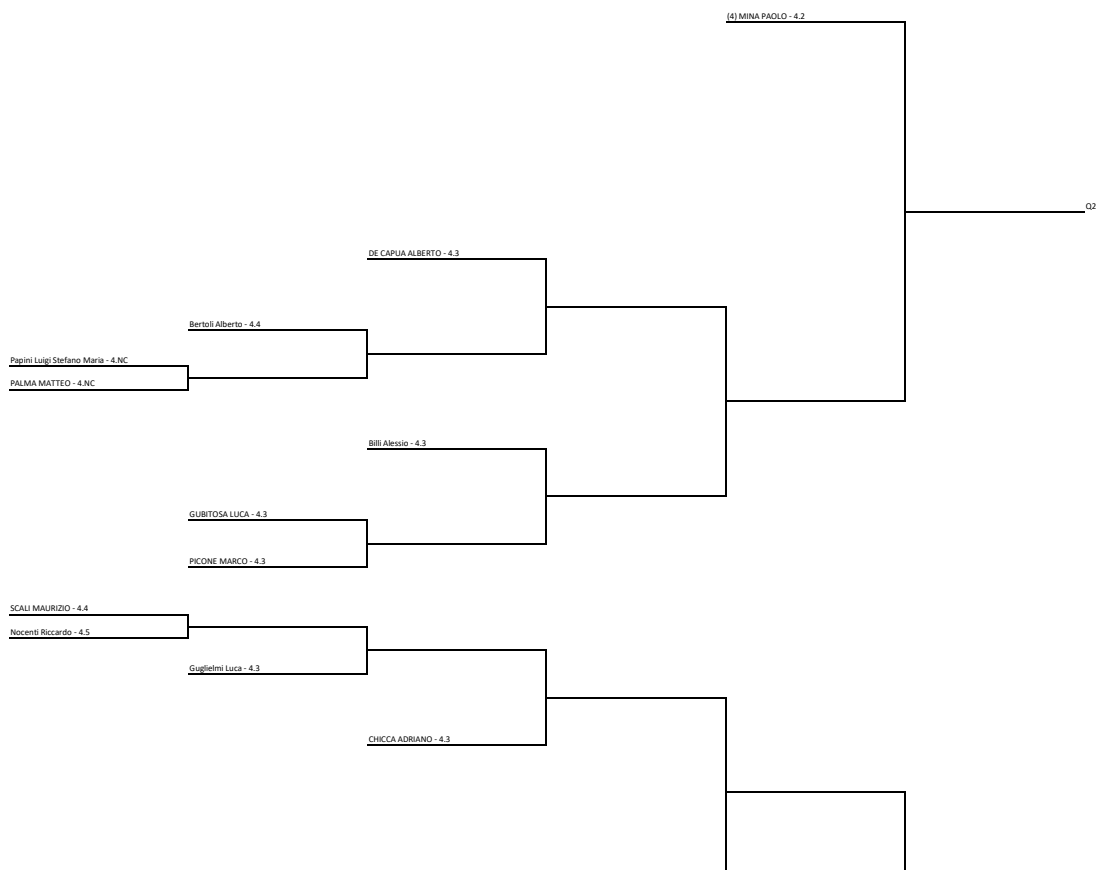 (4) MINA PAOLO - 4.2
Q2
DE CAPUA ALBERTO - 4.3
Bertoli Alberto - 4.4
Papini Luigi Stefano Maria - 4.NC
PALMA MATTEO - 4.NC
Billi Alessio - 4.3
GUBITOSA LUCA - 4.3
PICONE MARCO - 4.3
SCALI MAURIZIO - 4.4
Nocenti Riccardo - 4.5
Guglielmi Luca - 4.3
CHICCA ADRIANO - 4.3